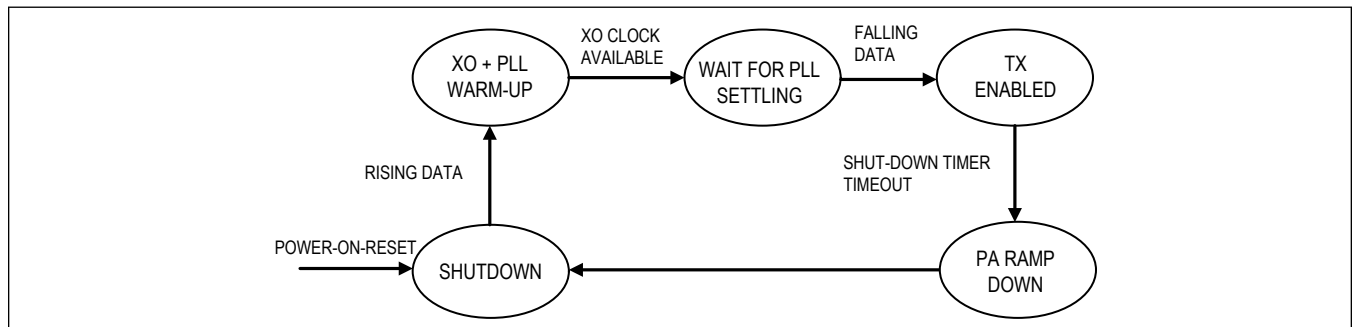 XO CLOCK
AVAILABLE
FALLING
DATA
XO + PLL
WARM-UP
WAIT FOR PLL
SETTLING
TX
ENABLED
RISING DATA
SHUT-DOWN TIMER
TIMEOUT
POWER-ON-RESET
SHUTDOWN
PA RAMP
DOWN